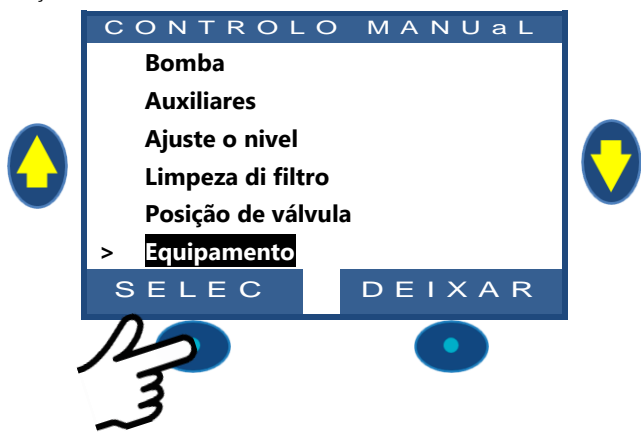 CONTROLO MANUaL
Bomba
Auxiliares
Ajuste o nivel
Limpeza di filtro
Posição de válvula
> Equipamento
SELEC DEIXAR